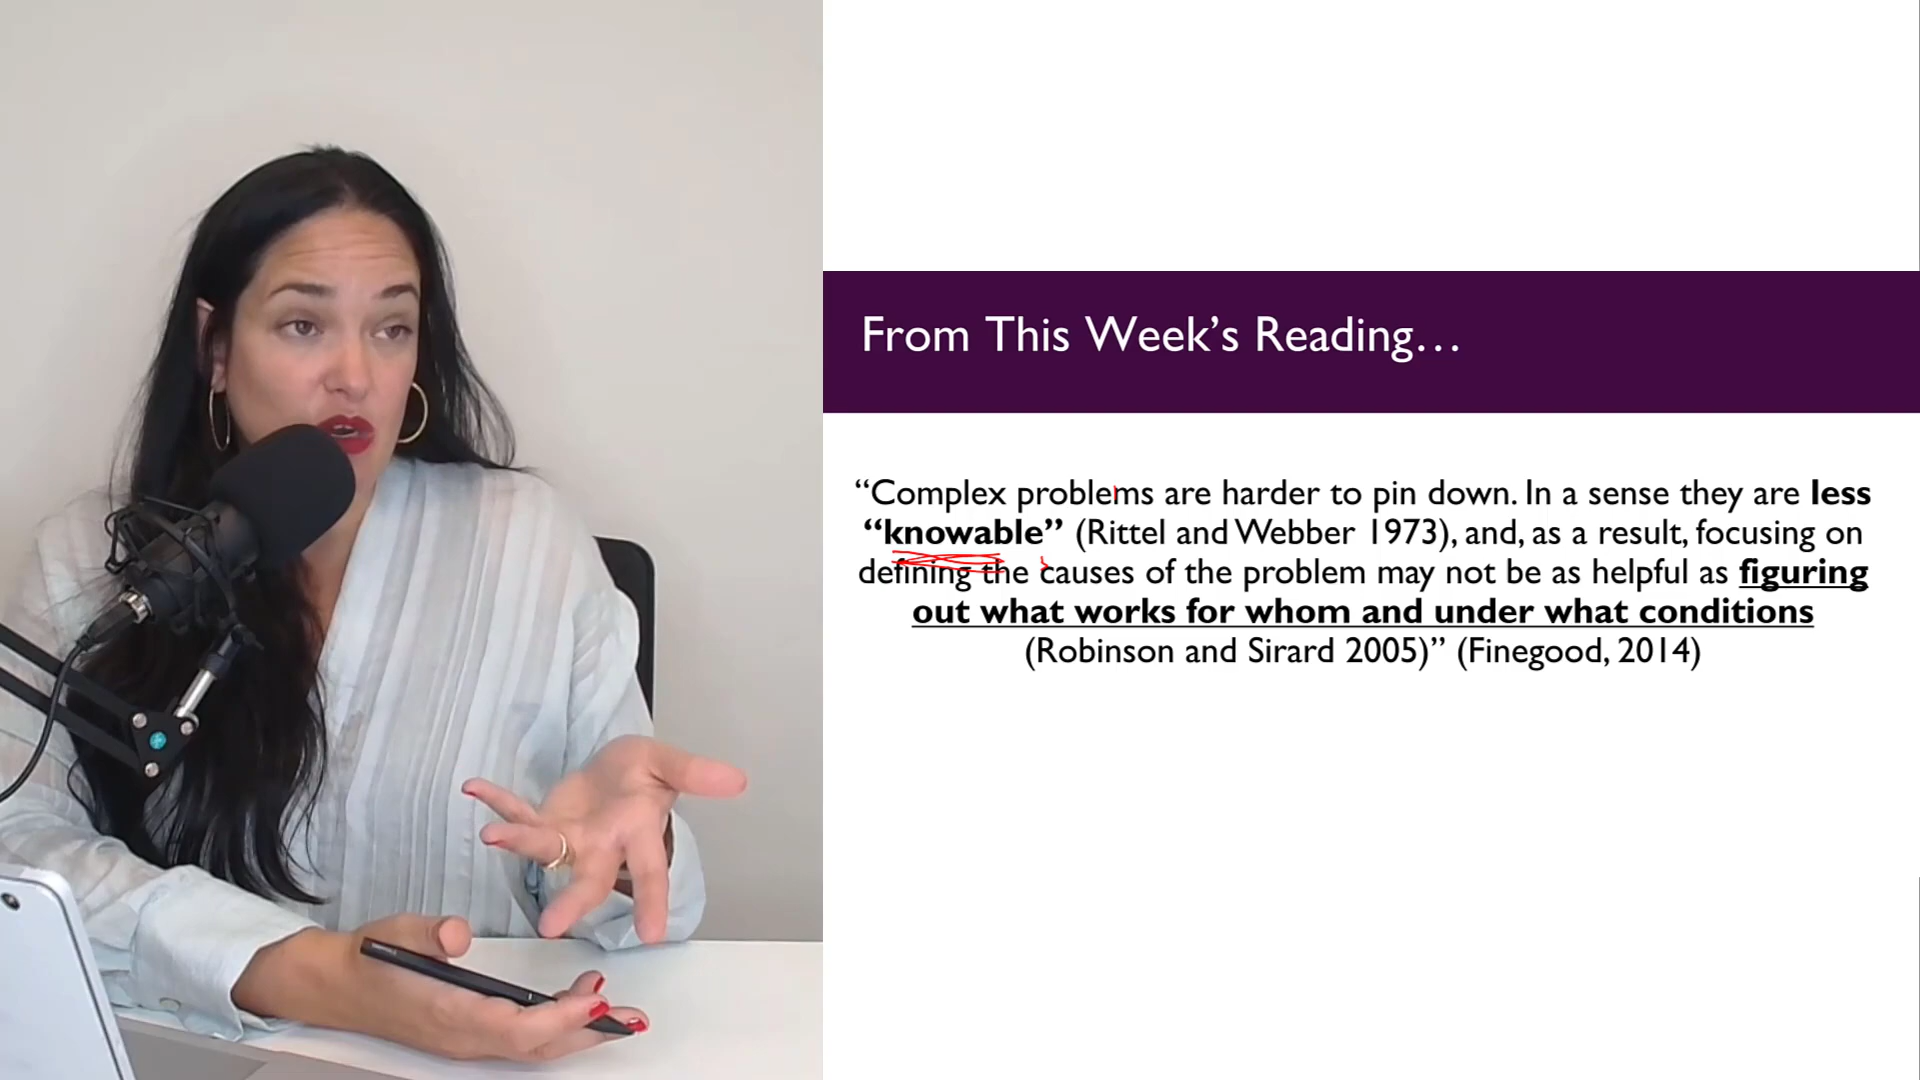 From This Week’s Reading…
“Complex problems are harder to pin down. In a sense they are less
“knowable” (Rittel and Webber 1973), and, as a result, focusing on
defining the causes of the problem may not be as helpful as figuring
out what works for whom and under what conditions
(Robinson and Sirard 2005)” (Finegood, 2014)